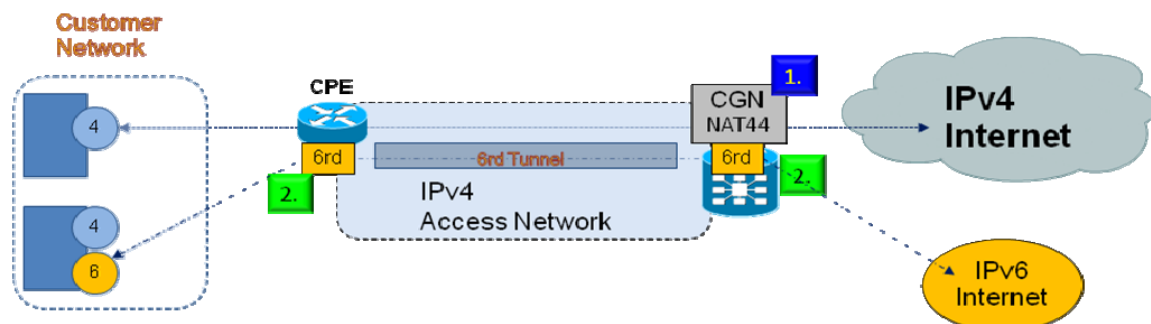 Customer
Network
4
4
6
CPE
6rd
2.
6rd Tunnel
IPv4
Access Network
1.
CGN
NAT44
6rd
2.
IPv4
Internet
IPv6
Internet